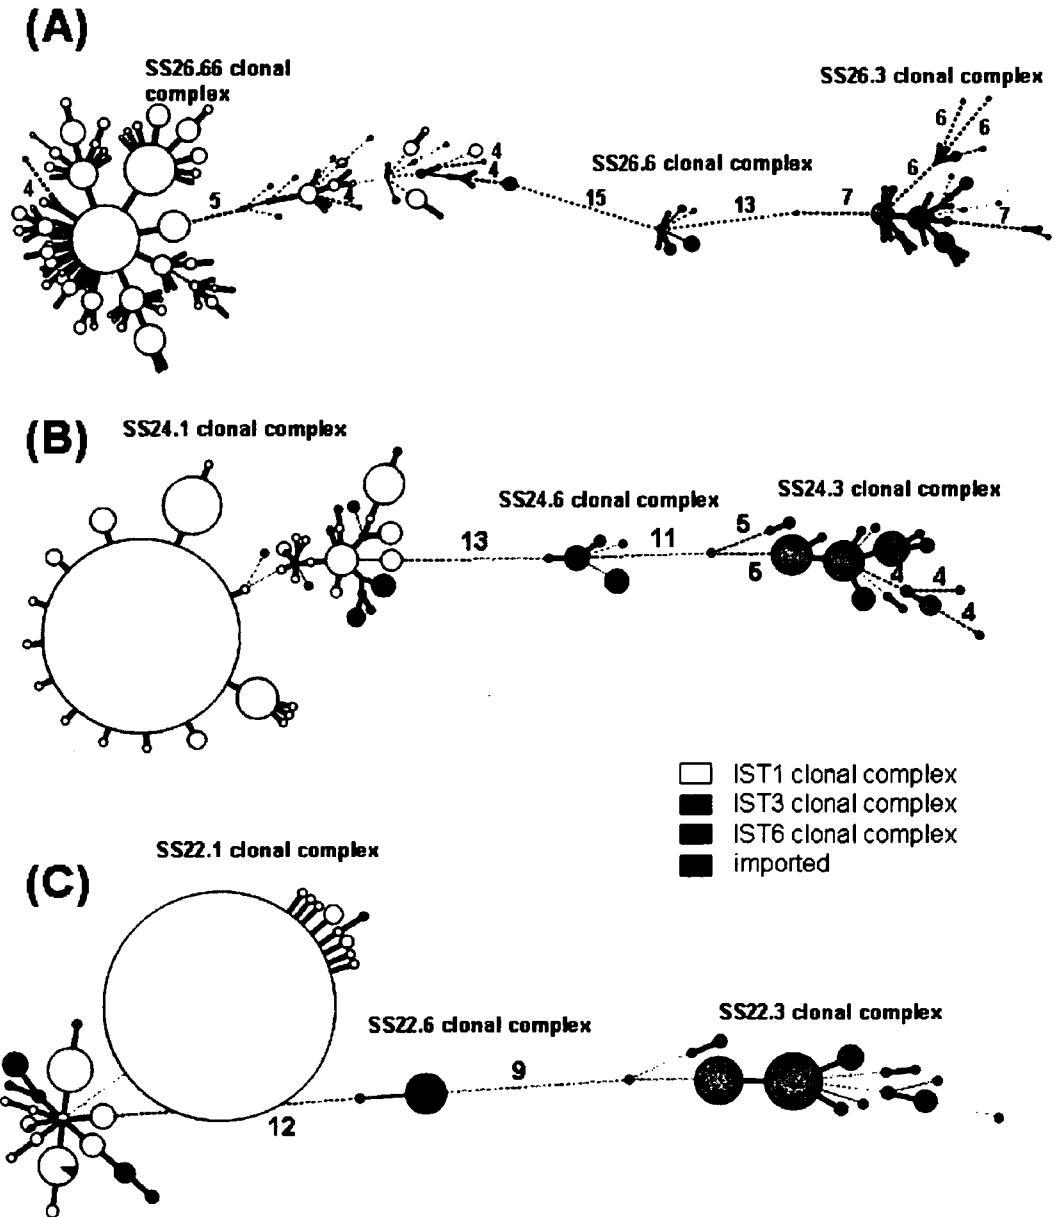 (A)
SS26.66 clonal
complex
SS26.3 clonal complex
SS26.6 clonal complex
4
5
4
4
4
15
13
7
6
6
6
7
(B)
SS24.1 clonal complex
SS24.6 clonal complex
SS24.3 clonal complex
13
11
5
5
4
4
4
IST1 clonal complex
IST3 clonal complex
IST6 clonal complex
imported
(C)
SS22.1 clonal complex
SS22.6 clonal complex
SS22.3 clonal complex
9
12